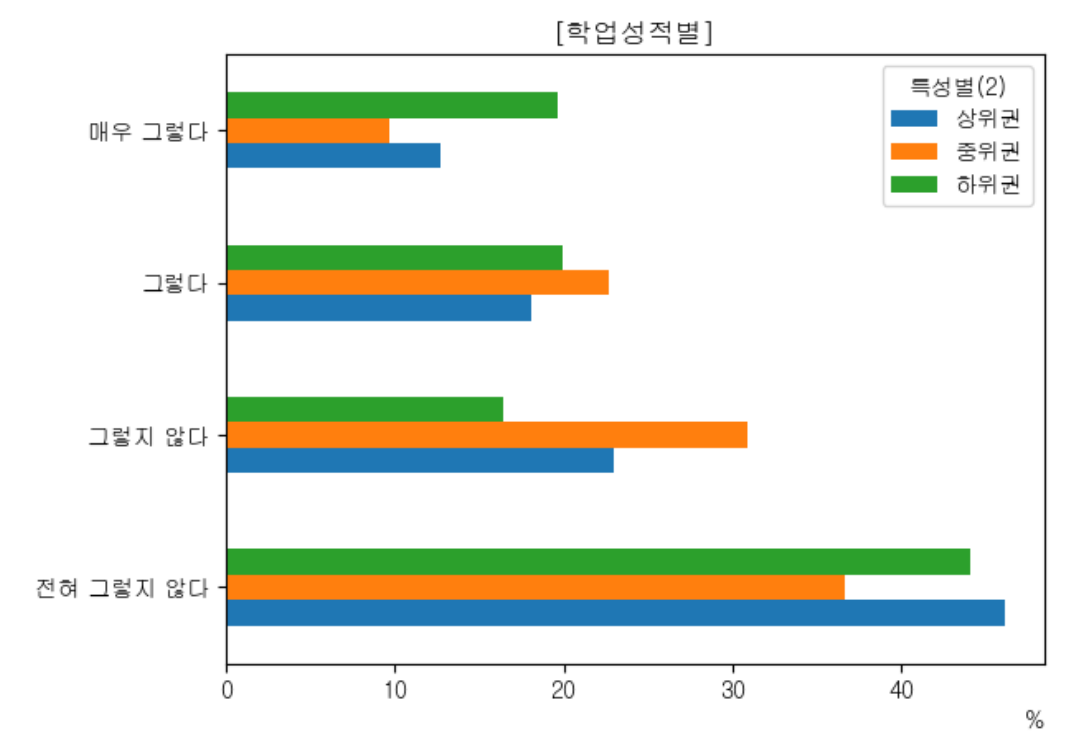 [학업성적별]
특성별(2)
상위권
중위권
하위권
매우 그렇다
그렇다
그렇지 않다
전혀 그렇지 않다
0 10 20 30 40
%